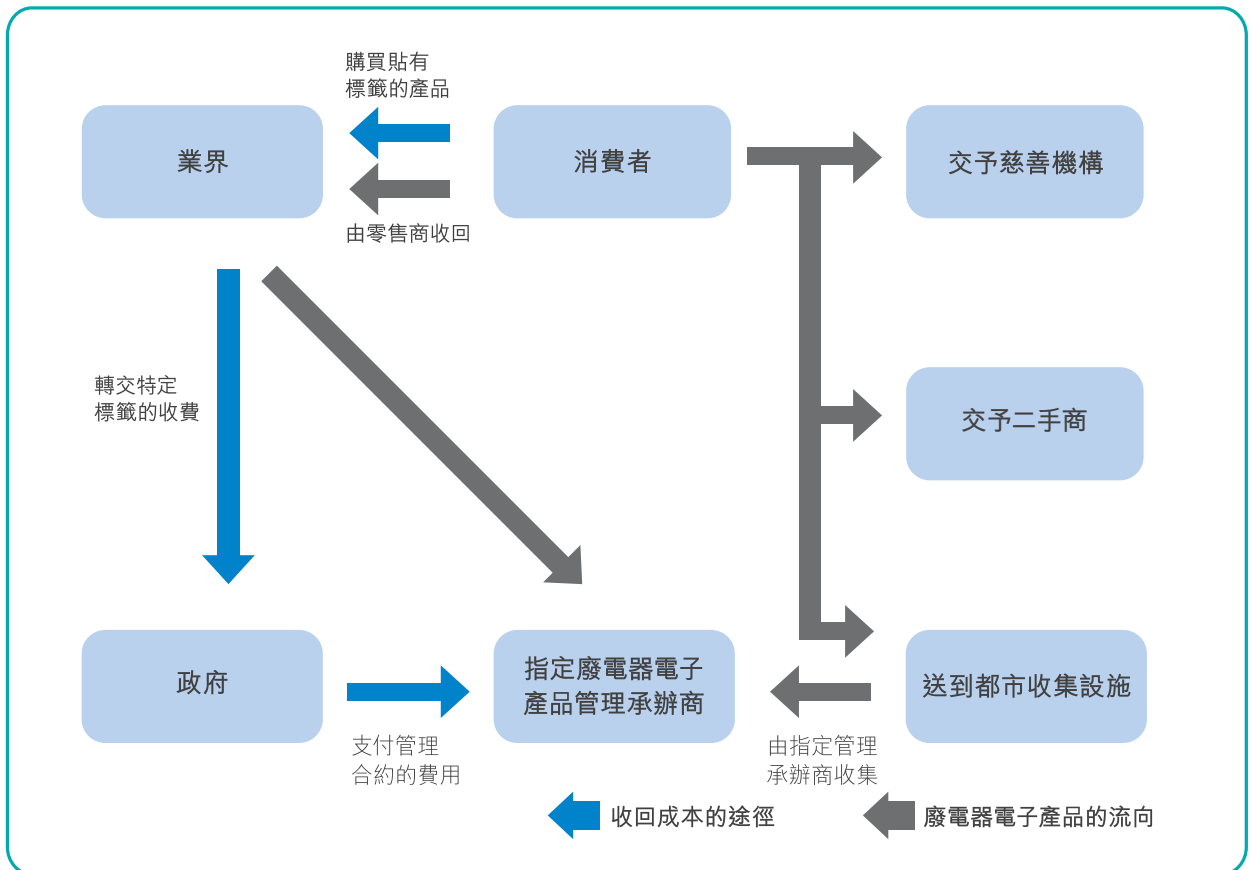 購買貼有
標籤的產品
業界
消費者
交予慈善機構
由零售商收回
轉交特定
標籤的收費
交予二手商
政府
指定廢電器電子
產品管理承辦商
送到都市收集設施
支付管理
合約的費用
由指定管理
承辦商收集
收回成本的途徑
廢電器電子產品的流向